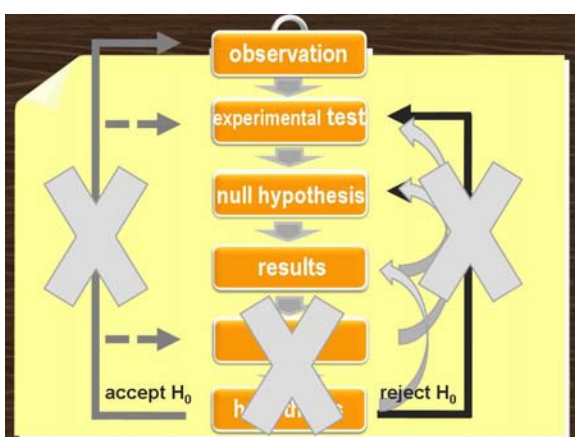 observation
experimental test
null hypothesis
results
accept H₀
reject H₀